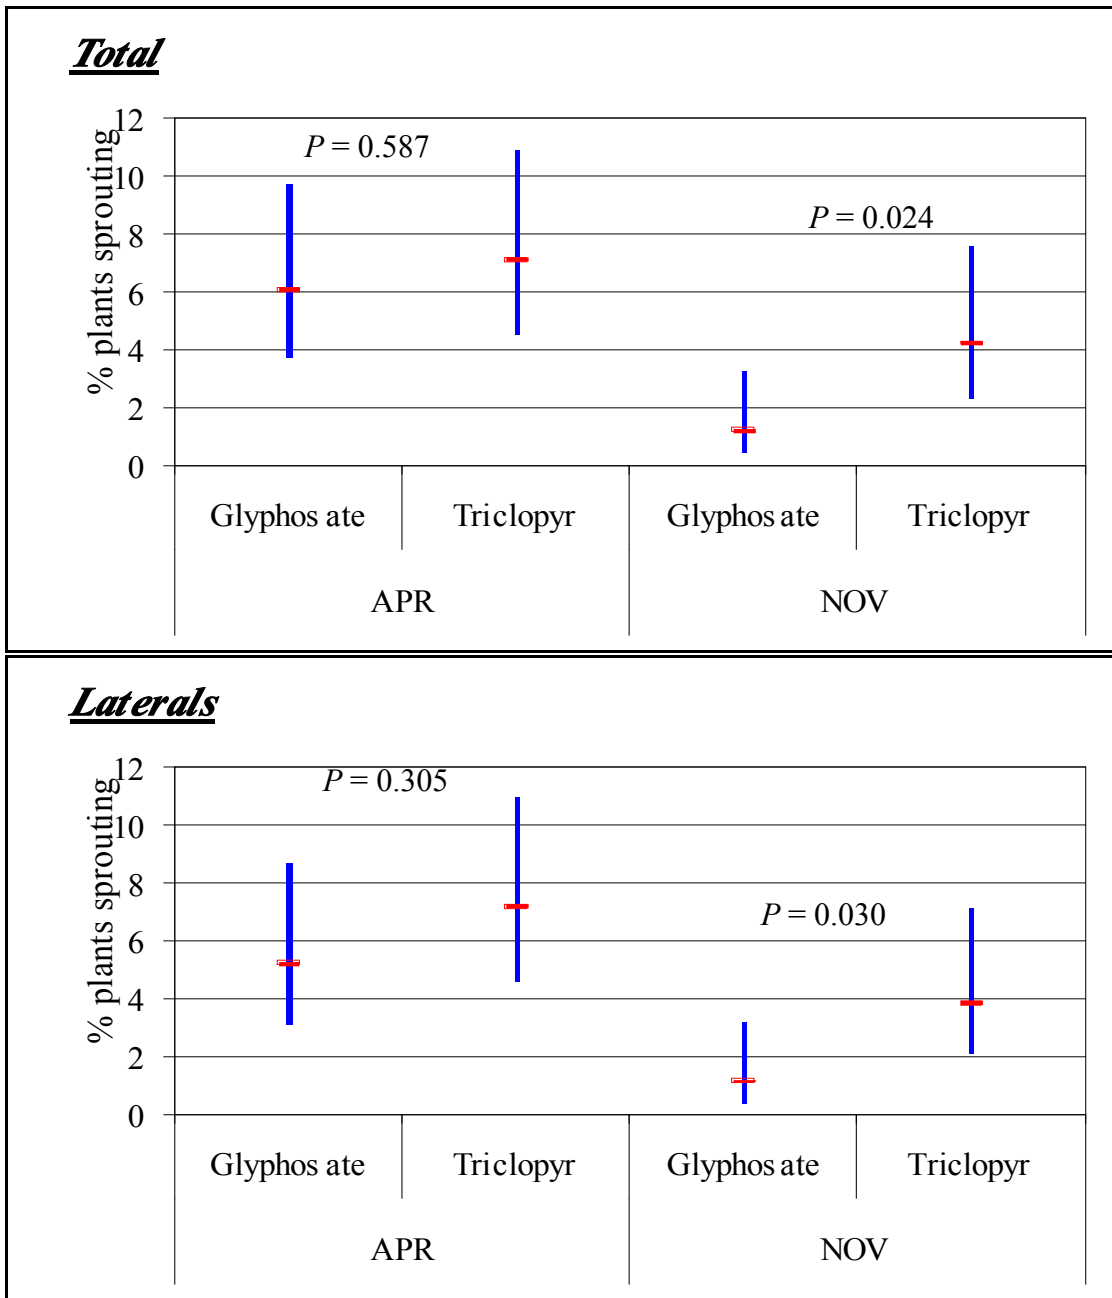 Total
% plants sprouting
12
10
8
6
4
2
0
P = 0.587
P = 0.024
Glyphos ate Triclopyr Glyphos ate Triclopyr
APR NOV
Laterals
% plants sprouting
12
10
8
6
4
2
0
P = 0.305
P = 0.030
Glyphos ate Triclopyr Glyphos ate Triclopyr
APR NOV